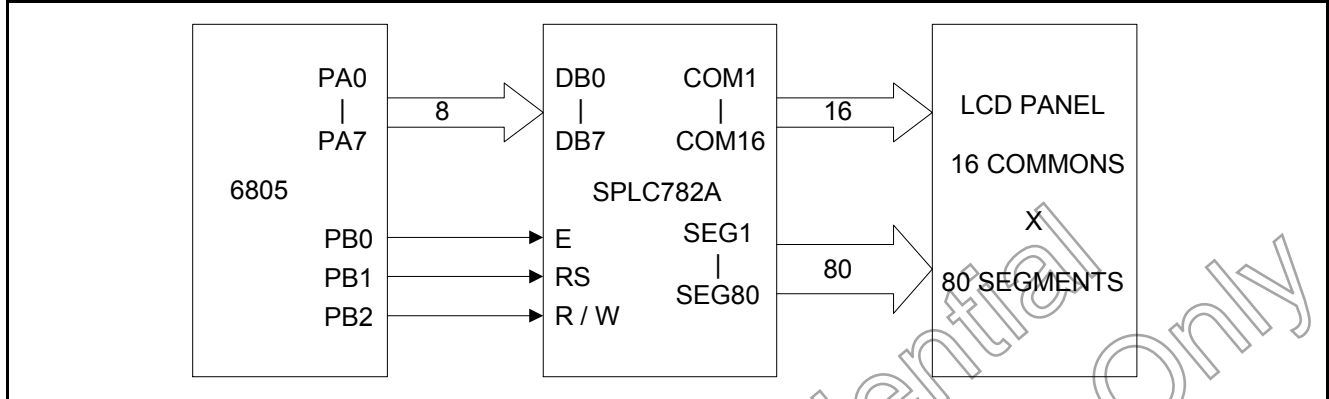 PA0
|
PA7
6805
PB0
PB1
PB2
8
DB0
|
DB7
COM1
|
COM16
SPLC782A
E
RS
R / W
SEG1
|
SEG80
16
80
LCD PANEL
16 COMMONS
X
80 SEGMENTS
Only